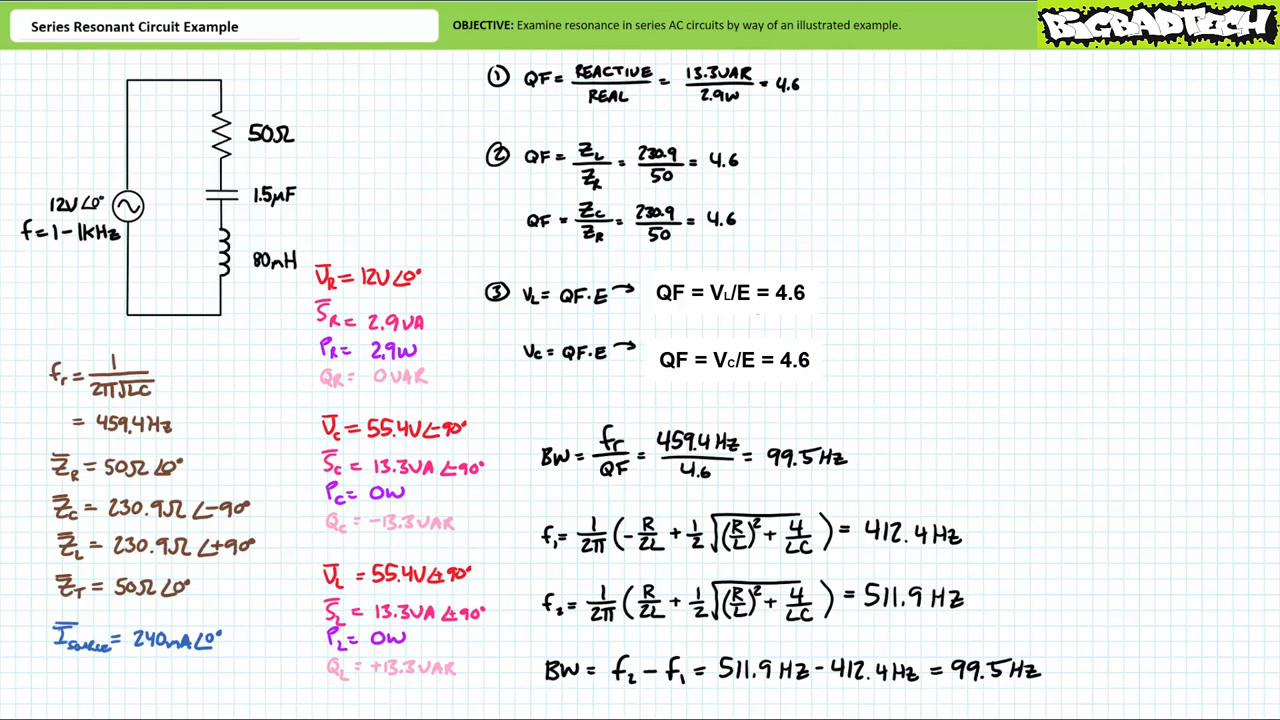 Series Resonant Circuit Example
OBJECTIVE: Examine resonance in series AC circuits by way of an illustrated example.
BIGBADTECH
50Ω
1.5μF
80mH
12V∠0°
f=1-1KHz
fr = 1/(2π√LC)
= 459.4Hz
Z̅R = 50Ω∠0°
Z̅C = 230.9Ω∠-90°
Z̅L = 230.9Ω∠+90°
Z̅T = 50Ω∠0°
I̅source = 240mA∠0°
V̅R = 12V∠0°
S̅R = 2.9VA
PR = 2.9W
QR = 0VAR
V̅C = 55.4V∠-90°
S̅C = 13.3VA∠-90°
PC = 0W
QC = -13.3VAR
V̅L = 55.4V∠+90°
S̅L = 13.3VA∠+90°
PL = 0W
QL = +13.3VAR
① QF = REACTIVE/REAL = 13.3VAR/2.9W = 4.6
② QF = ZL/ZR = 230.9/50 = 4.6
QF = ZC/ZR = 230.9/50 = 4.6
③ VL = QF·E → QF = VL/E = 4.6
VC = QF·E → QF = VC/E = 4.6
BW = fr/QF = 459.4Hz/4.6 = 99.5Hz
f1 = 1/2π (-R/2L + 1/2 √((R/L)² + 4/LC)) = 412.4Hz
f2 = 1/2π (R/2L + 1/2 √((R/L)² + 4/LC)) = 511.9Hz
BW = f2 - f1 = 511.9Hz - 412.4Hz = 99.5Hz